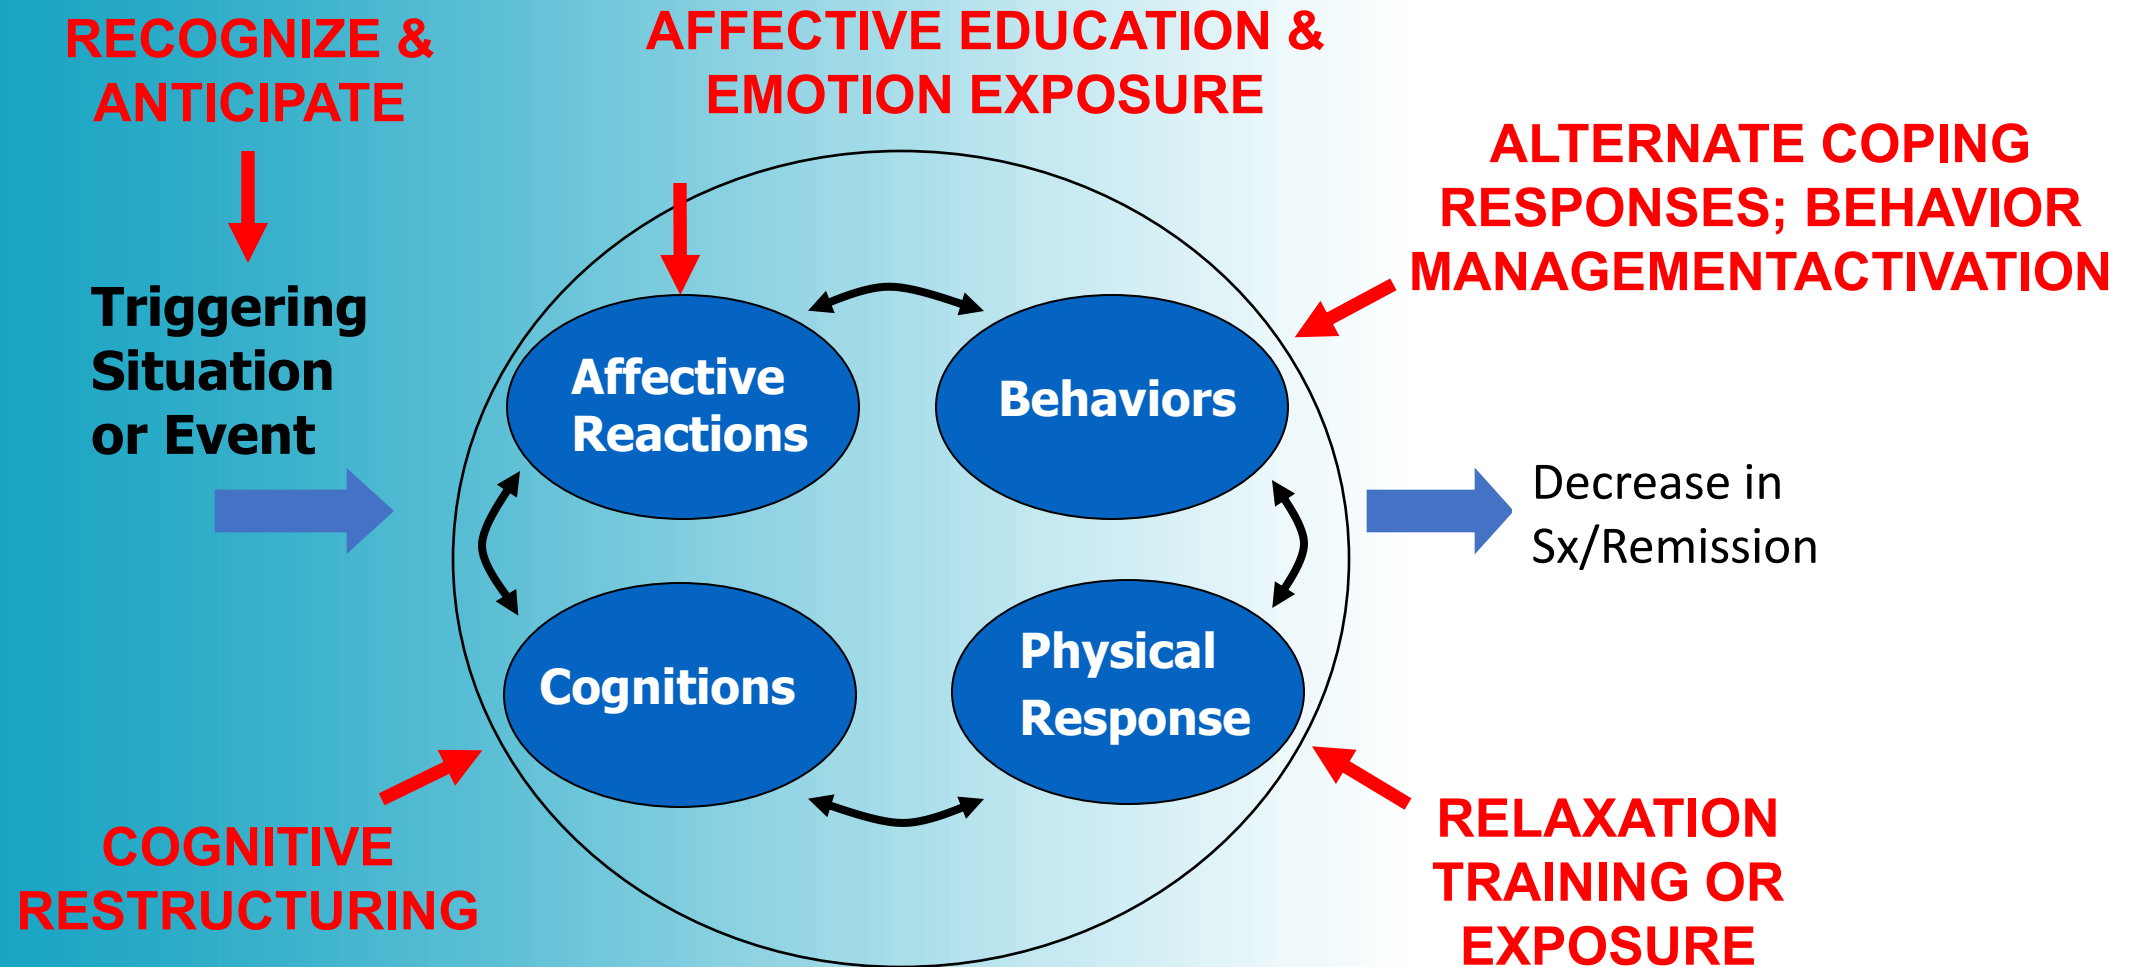 RECOGNIZE &
ANTICIPATE
AFFECTIVE EDUCATION &
EMOTION EXPOSURE
ALTERNATE COPING
RESPONSES; BEHAVIOR
MANAGEMENTACTIVATION
Triggering
Situation
or Event
Affective
Reactions
Behaviors
Decrease in
Sx/Remission
Cognitions
Physical
Response
COGNITIVE
RESTRUCTURING
RELAXATION
TRAINING OR
EXPOSURE